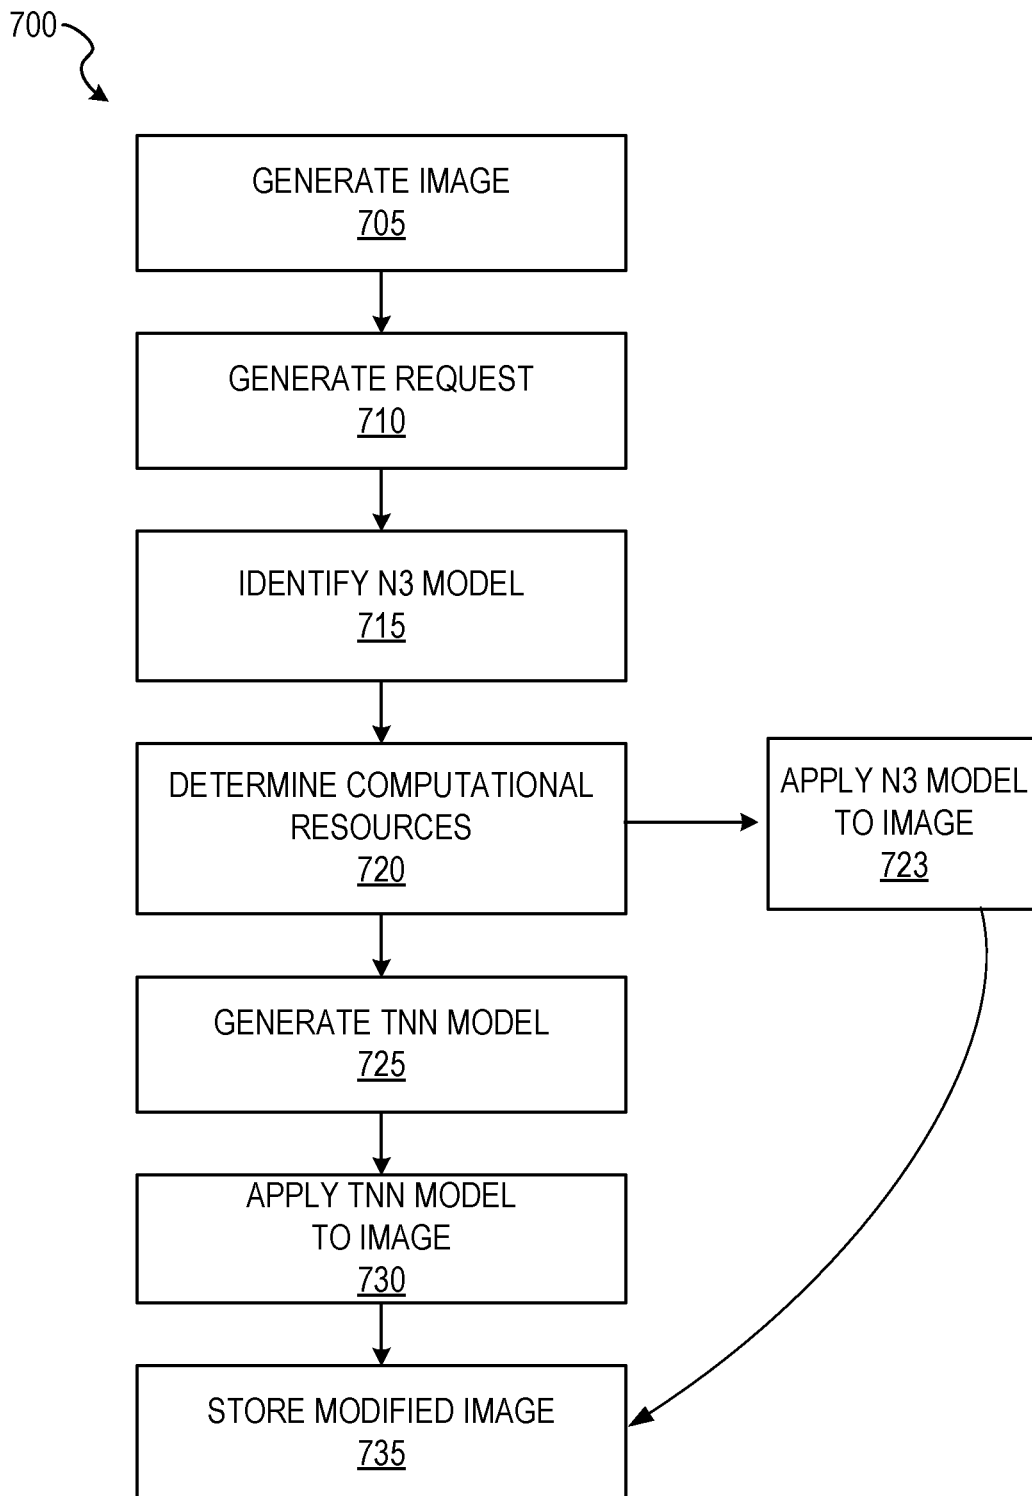 700
GENERATE IMAGE
705
GENERATE REQUEST
710
IDENTIFY N3 MODEL
715
DETERMINE COMPUTATIONAL
RESOURCES
720
APPLY N3 MODEL
TO IMAGE
723
GENERATE TNN MODEL
725
APPLY TNN MODEL
TO IMAGE
730
STORE MODIFIED IMAGE
735